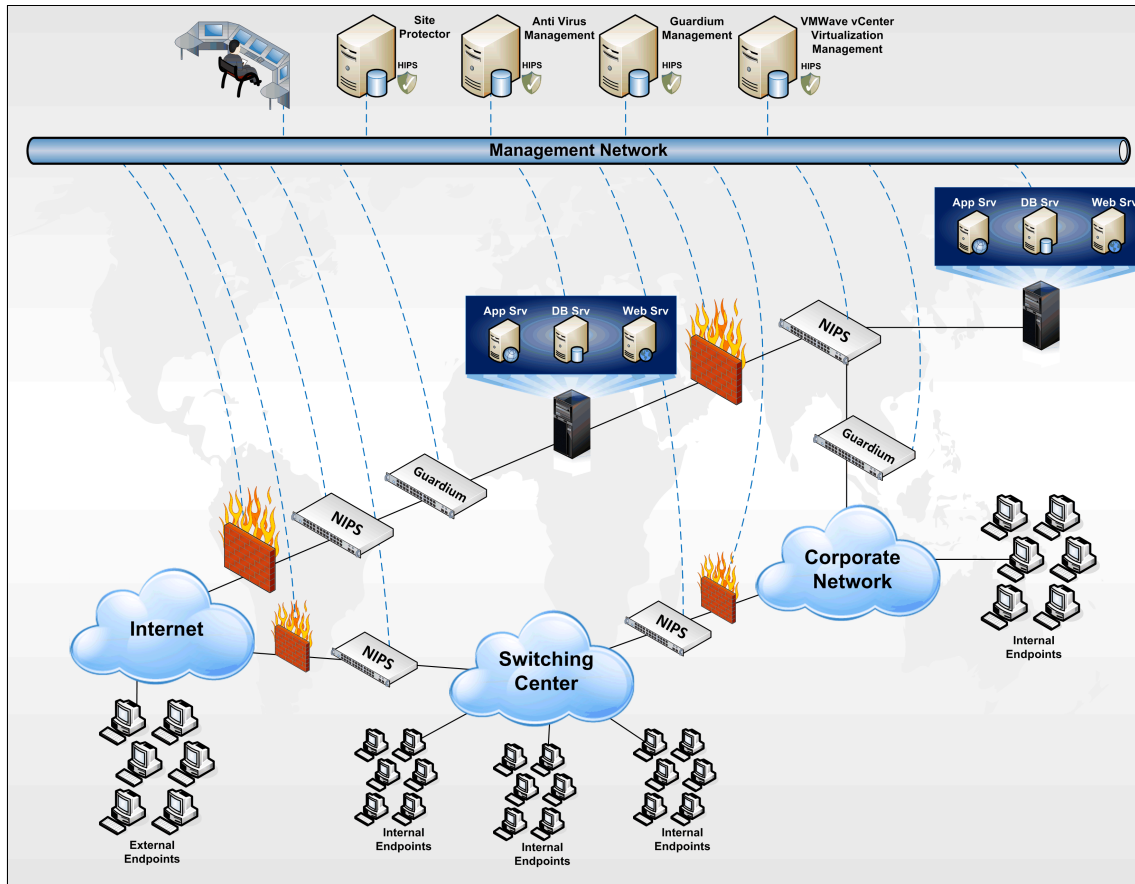 Site
Protector
HIPS
Anti Virus
Management
HIPS
Guardium
Management
HIPS
VMWave vCenter
Virtualization
Management
HIPS
Management Network
App Srv
DB Srv
Web Srv
App Srv
DB Srv
Web Srv
NIPS
Guardium
Guardium
NIPS
Corporate
Network
Internet
NIPS
NIPS
Switching
Center
Internal
Endpoints
External
Endpoints
Internal
Endpoints
Internal
Endpoints
Internal
Endpoints